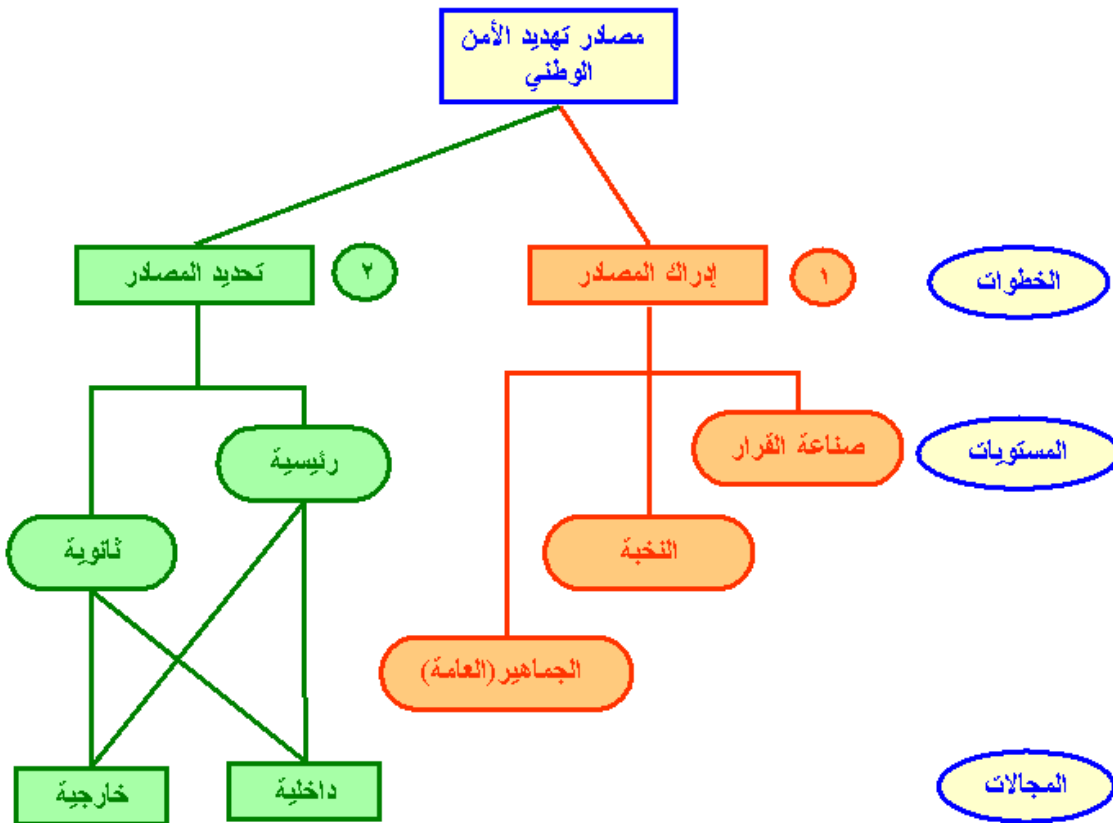 مصادر تهديد الأمن
الوطني
الخطوات
١
إدراك المصادر
٢
تحديد المصادر
المستويات
صناعة القرار
رئيسية
النخبة
ثانوية
الجماهير(العامة)
المجالات
داخلية
خارجية